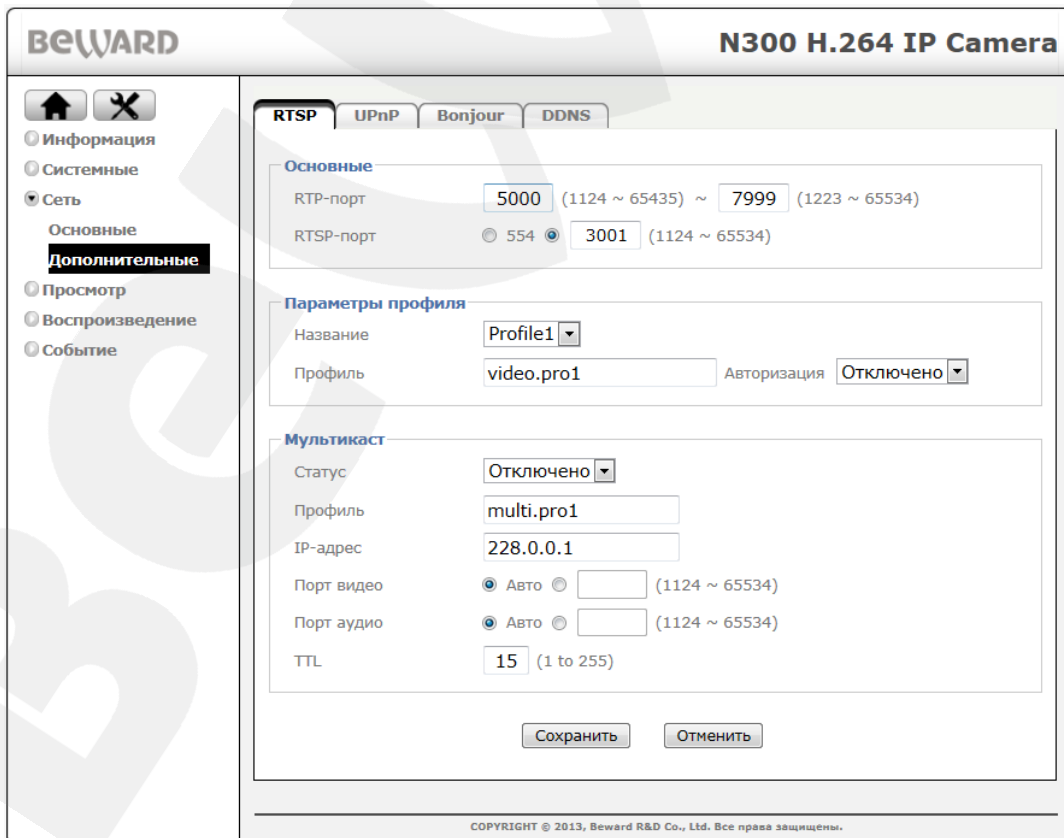 BEWARD
N300 H.264 IP Camera
Информация
Системные
Сеть
Основные
Дополнительные
Просмотр
Воспроизведение
Событие
RTSP UPnP Bonjour DDNS
Основные
RTP-порт 5000 (1124 ~ 65435) ~ 7999 (1223 ~ 65534)
RTSP-порт 554 3001 (1124 ~ 65534)
Параметры профиля
Название Profile1
Профиль video.pro1 Авторизация Отключено
Мультикаст
Статус Отключено
Профиль multi.pro1
IP-адрес 228.0.0.1
Порт видео Авто (1124 ~ 65534)
Порт аудио Авто (1124 ~ 65534)
TTL 15 (1 to 255)
Сохранить Отменить
COPYRIGHT © 2013, Beward R&D Co., Ltd. Все права защищены.